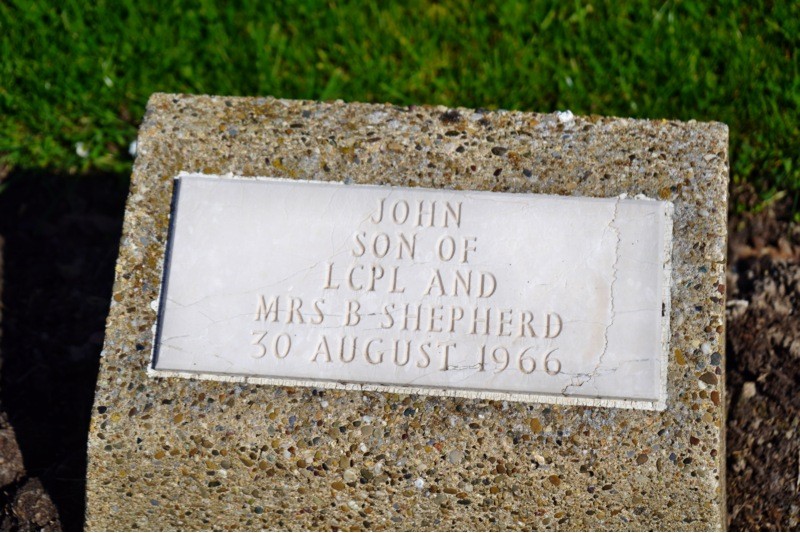 JOHN
SON OF
LCPL AND
MRS B SHEPHERD
30 AUGUST 1966